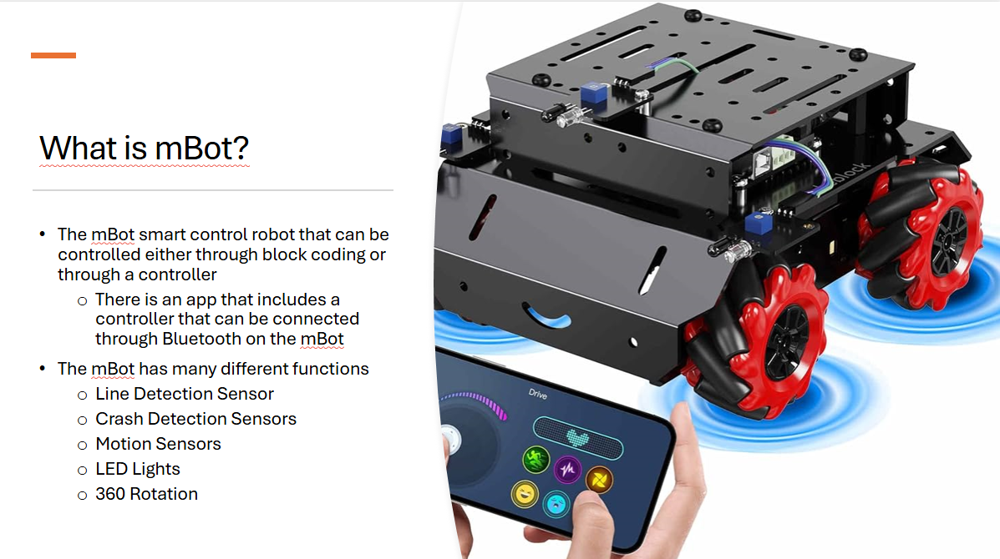 What is mBot?
• The mBot smart control robot that can be
controlled either through block coding or
through a controller
o There is an app that includes a
controller that can be connected
through Bluetooth on the mBot
• The mBot has many different functions
o Line Detection Sensor
o Crash Detection Sensors
o Motion Sensors
o LED Lights
o 360 Rotation
block
Drive